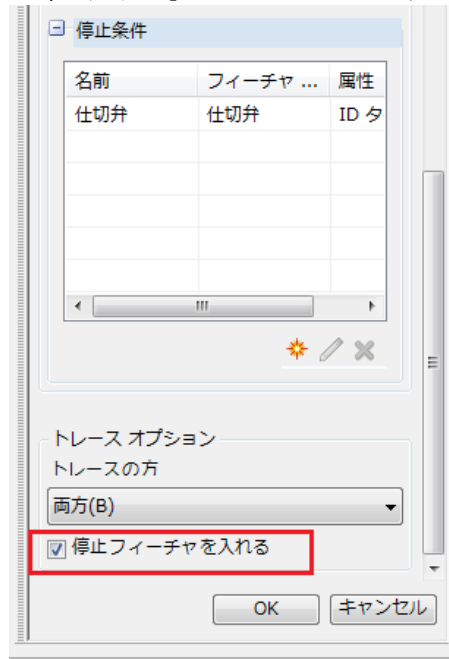 停止条件
名前 フィーチャ ... 属性
仕切弁 仕切弁 ID タ
トレース オプション
トレースの方
両方(B)
停止フィーチャを入れる
OK キャンセル